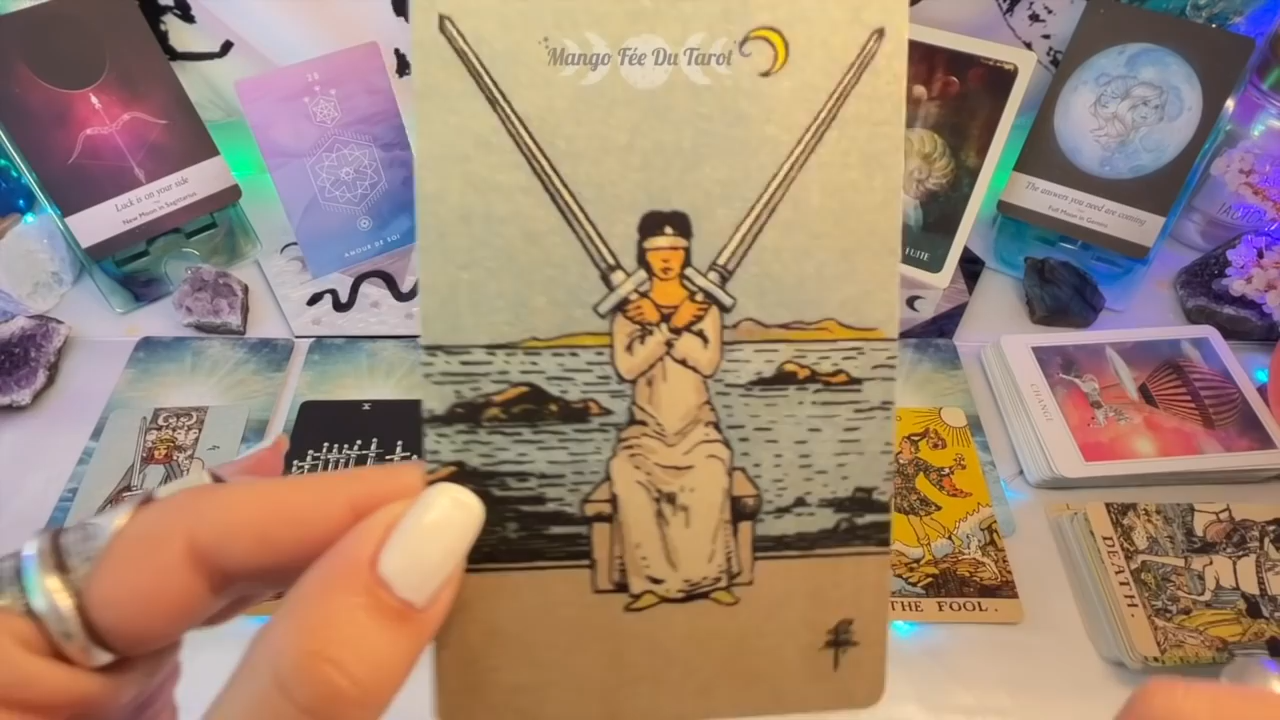 Mango Fée Du Tarot
Luck is on your side
New Moon in Sagittarius
28
AMOUR DE SOI
FUITE
The answers you need are coming
Full Moon in Gemini
CHANGE
X
THE FOOL.
DEATH.